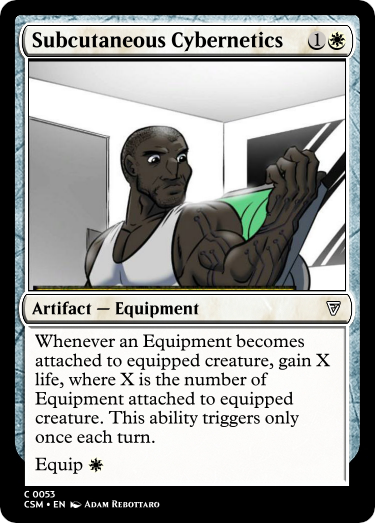 Subcutaneous Cybernetics 1
Artifact — Equipment
Whenever an Equipment becomes
attached to equipped creature, gain X
life, where X is the number of
Equipment attached to equipped
creature. This ability triggers only
once each turn.
Equip
C 0053
CSM • EN ADAM REBOTTARO